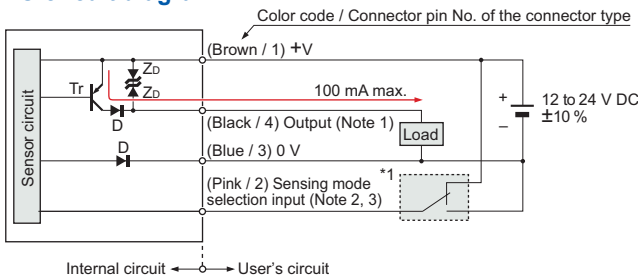 Color code / Connector pin No. of the connector type
(Brown / 1) +V
ZD
Tr
ZD
100 mA max.
D
(Black / 4) Output (Note 1)
Load
+
–
12 to 24 V DC
±10 %
Sensor circuit
D
(Blue / 3) 0 V
*1
(Pink / 2) Sensing mode
selection input (Note 2, 3)
Internal circuit
User's circuit